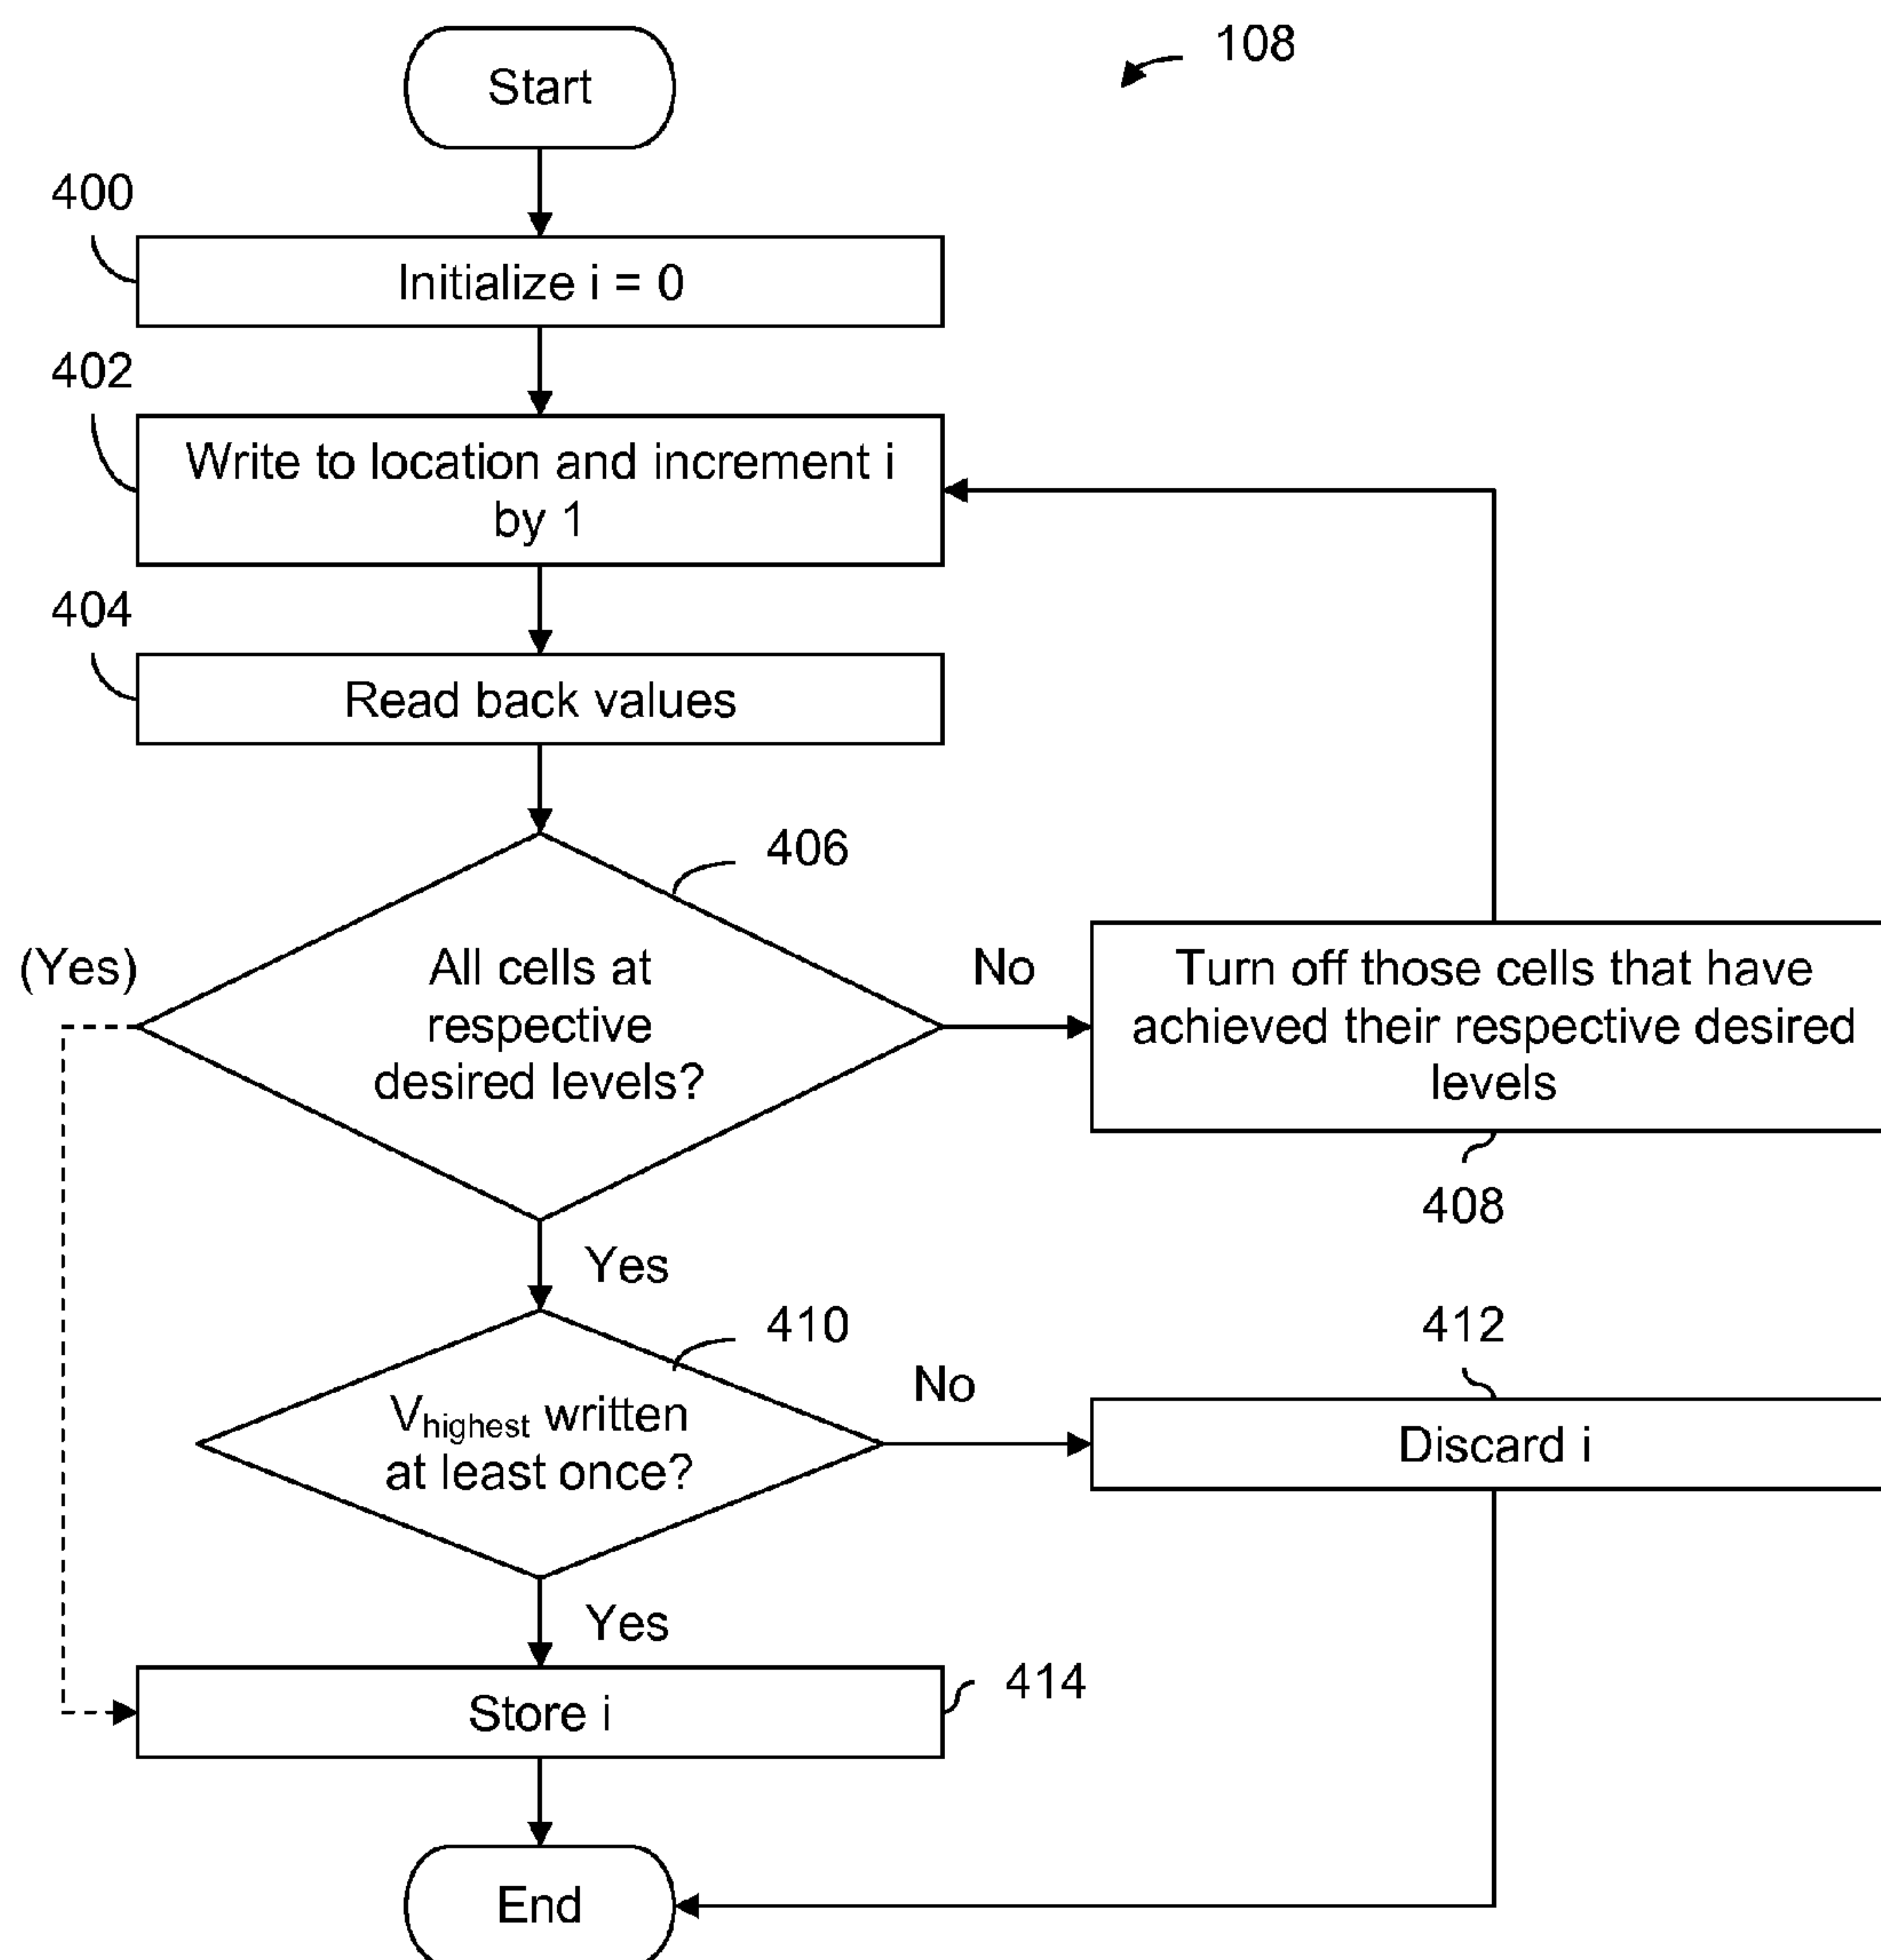 Start
108
400
Initialize i = 0
402
Write to location and increment i
by 1
404
Read back values
406
(Yes)
All cells at
respective
desired levels?
No
Turn off those cells that have
achieved their respective desired
levels
408
Yes
410
412
V_highest written
at least once?
No
Discard i
Yes
414
Store i
End